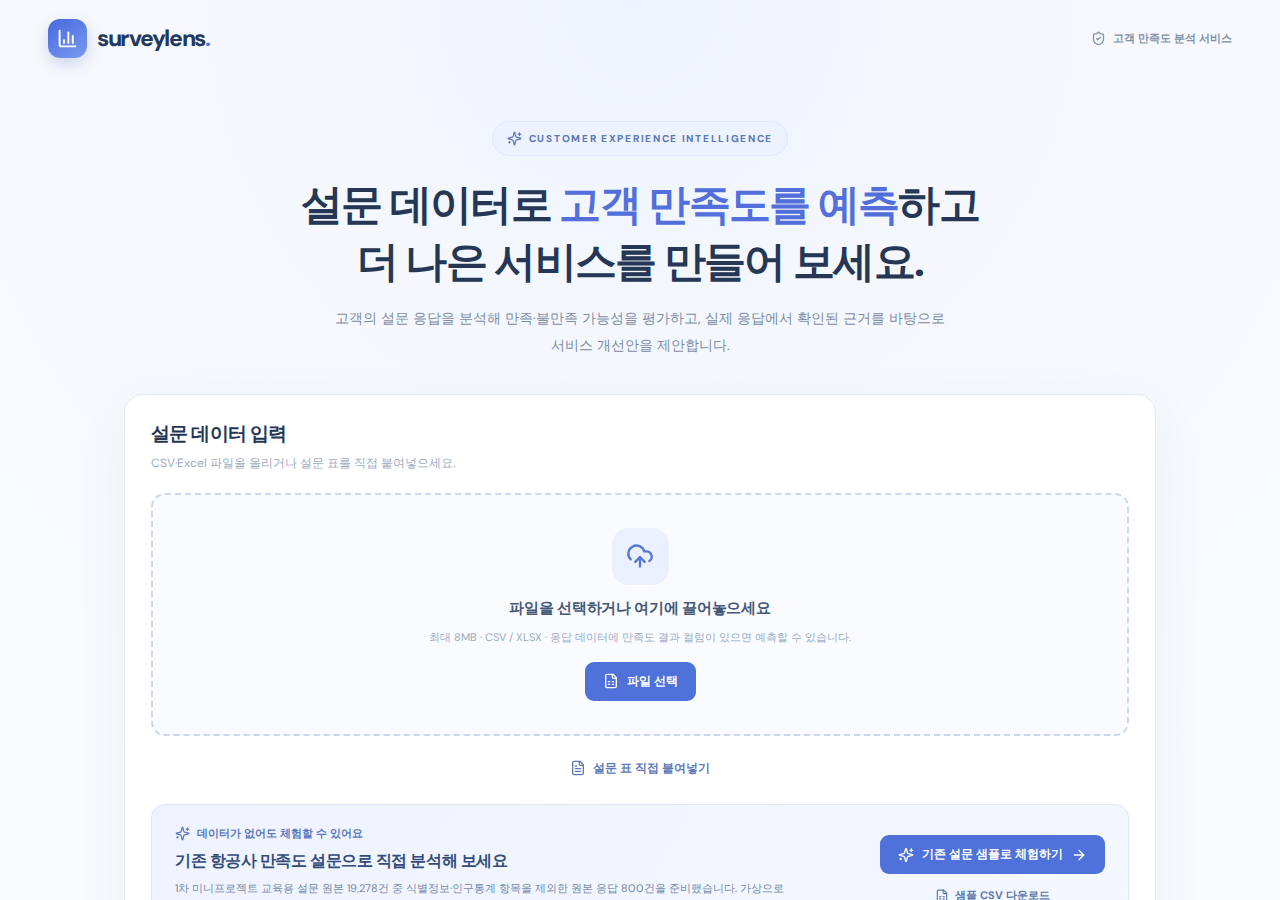 surveylens.
고객 만족도 분석 서비스
CUSTOMER EXPERIENCE INTELLIGENCE
설문 데이터로 고객 만족도를 예측하고
더 나은 서비스를 만들어 보세요.
고객의 설문 응답을 분석해 만족·불만족 가능성을 평가하고, 실제 응답에서 확인된 근거를 바탕으로
서비스 개선안을 제안합니다.
설문 데이터 입력
CSV·Excel 파일을 올리거나 설문 표를 직접 붙여넣으세요.
파일을 선택하거나 여기에 끌어놓으세요
최대 8MB · CSV / XLSX · 응답 데이터에 만족도 결과 컬럼이 있으면 예측할 수 있습니다.
파일 선택
설문 표 직접 붙여넣기
데이터가 없어도 체험할 수 있어요
기존 항공사 만족도 설문으로 직접 분석해 보세요
1차 미니프로젝트 교육용 설문 원본 19,278건 중 식별정보·인구통계 항목을 제외한 원본 응답 800건을 준비했습니다. 가상으로
기존 설문 샘플로 체험하기
샘플 CSV 다운로드